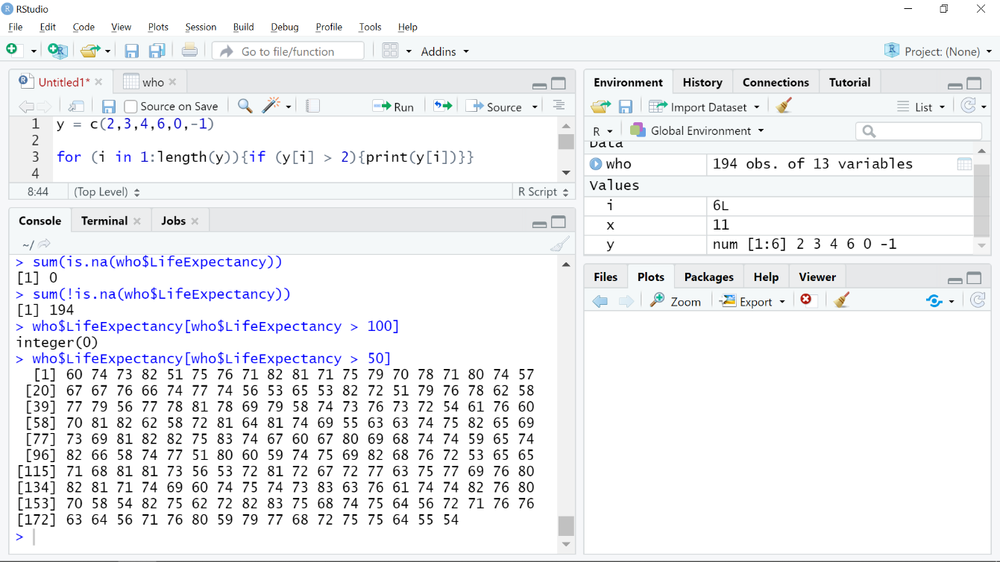 RStudio
File Edit Code View Plots Session Build Debug Profile Tools Help
Go to file/function Addins Project: (None)
Untitled1* who
Source on Save Run Source
1 y = c(2,3,4,6,0,-1)
2
3 for (i in 1:length(y)){if (y[i] > 2){print(y[i])}}
4
8:44 (Top Level) R Script
Console Terminal Jobs
~/
> sum(is.na(who$LifeExpectancy))
[1] 0
> sum(!is.na(who$LifeExpectancy))
[1] 194
> who$LifeExpectancy[who$LifeExpectancy > 100]
integer(0)
> who$LifeExpectancy[who$LifeExpectancy > 50]
[1] 60 74 73 82 51 75 76 71 82 81 71 75 79 70 78 71 80 74 57
[20] 67 67 76 66 74 77 74 56 53 65 53 82 72 51 79 76 78 62 58
[39] 77 79 56 77 78 81 78 69 79 58 74 73 76 73 72 54 61 76 60
[58] 70 81 82 62 58 72 81 64 81 74 69 55 63 63 74 75 82 65 69
[77] 73 69 81 82 82 75 83 74 67 60 67 80 69 68 74 74 59 65 74
[96] 82 66 58 74 77 51 80 60 59 74 75 69 82 68 76 72 53 65 65
[115] 71 68 81 81 73 56 53 72 81 72 67 72 77 63 75 77 69 76 80
[134] 82 81 71 74 69 60 74 75 74 73 83 63 76 61 74 74 82 76 80
[153] 70 58 54 82 75 62 72 82 83 75 68 74 75 64 56 72 71 76 76
[172] 63 64 56 71 76 80 59 79 77 68 72 75 75 64 55 54
>
Environment History Connections Tutorial
Import Dataset List
R Global Environment
Data
who 194 obs. of 13 variables
Values
i 6L
x 11
y num [1:6] 2 3 4 6 0 -1
Files Plots Packages Help Viewer
Zoom Export